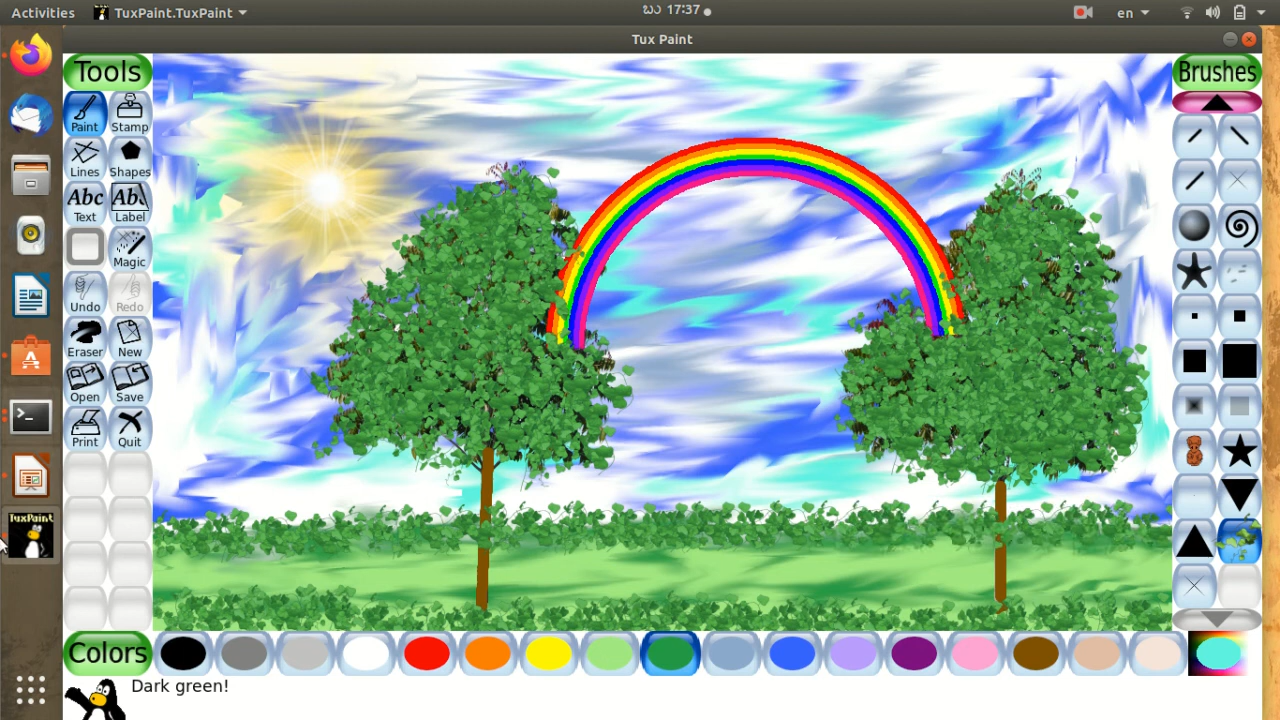 Activities TuxPaint.TuxPaint ඬට 17:37 en
Tux Paint
Tools Brushes
Paint Stamp
Lines Shapes
Abc Abc
Text Label
Magic
Undo Redo
Eraser New
Open Save
Print Quit
TuxPaint
Colors
Dark green!